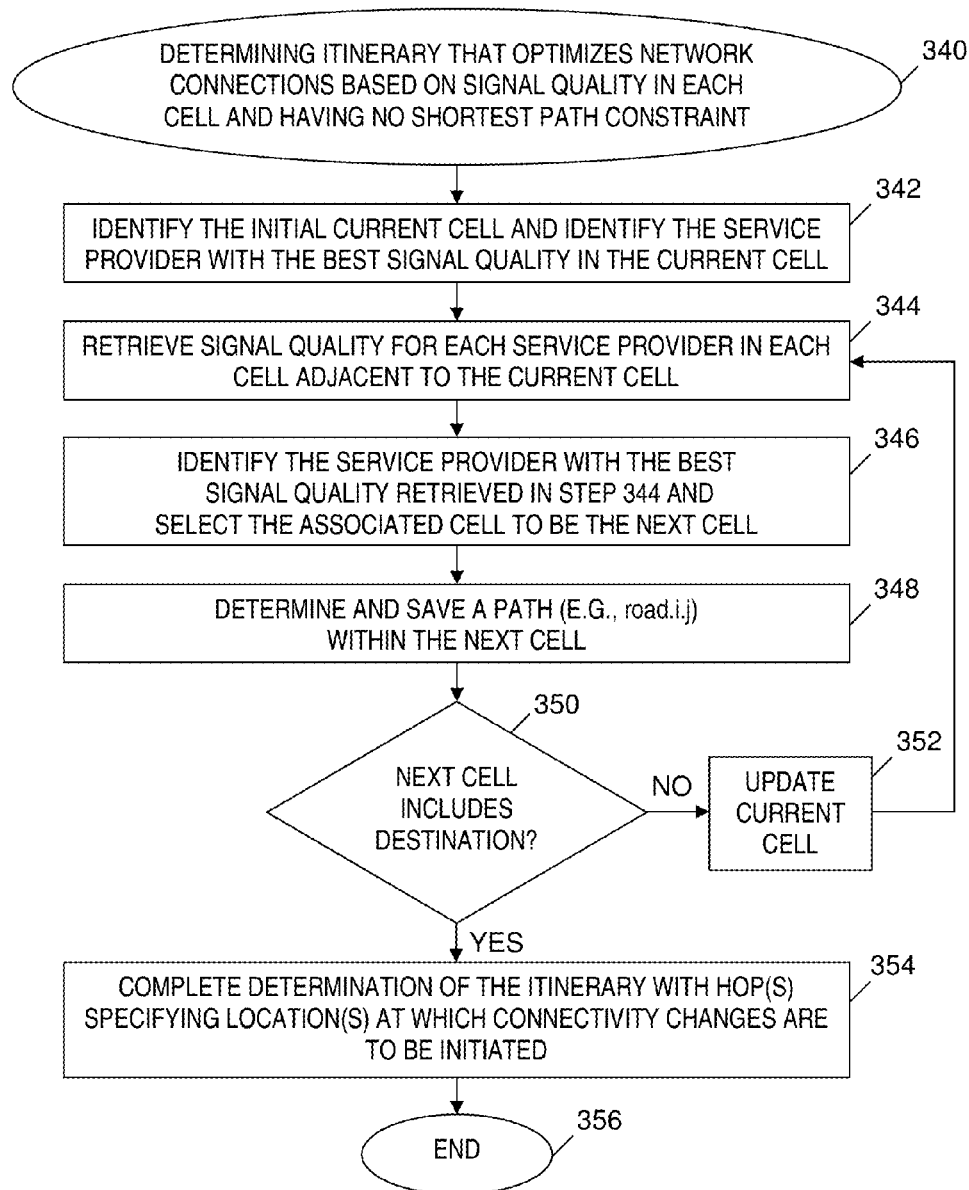 DETERMINING ITINERARY THAT OPTIMIZES NETWORK
CONNECTIONS BASED ON SIGNAL QUALITY IN EACH
CELL AND HAVING NO SHORTEST PATH CONSTRAINT
340
342
IDENTIFY THE INITIAL CURRENT CELL AND IDENTIFY THE SERVICE
PROVIDER WITH THE BEST SIGNAL QUALITY IN THE CURRENT CELL
344
RETRIEVE SIGNAL QUALITY FOR EACH SERVICE PROVIDER IN EACH
CELL ADJACENT TO THE CURRENT CELL
346
IDENTIFY THE SERVICE PROVIDER WITH THE BEST
SIGNAL QUALITY RETRIEVED IN STEP 344 AND
SELECT THE ASSOCIATED CELL TO BE THE NEXT CELL
348
DETERMINE AND SAVE A PATH (E.G., road.i.j)
WITHIN THE NEXT CELL
350
NEXT CELL
INCLUDES
DESTINATION?
NO
352
UPDATE
CURRENT
CELL
YES
354
COMPLETE DETERMINATION OF THE ITINERARY WITH HOP(S)
SPECIFYING LOCATION(S) AT WHICH CONNECTIVITY CHANGES ARE
TO BE INITIATED
END
356